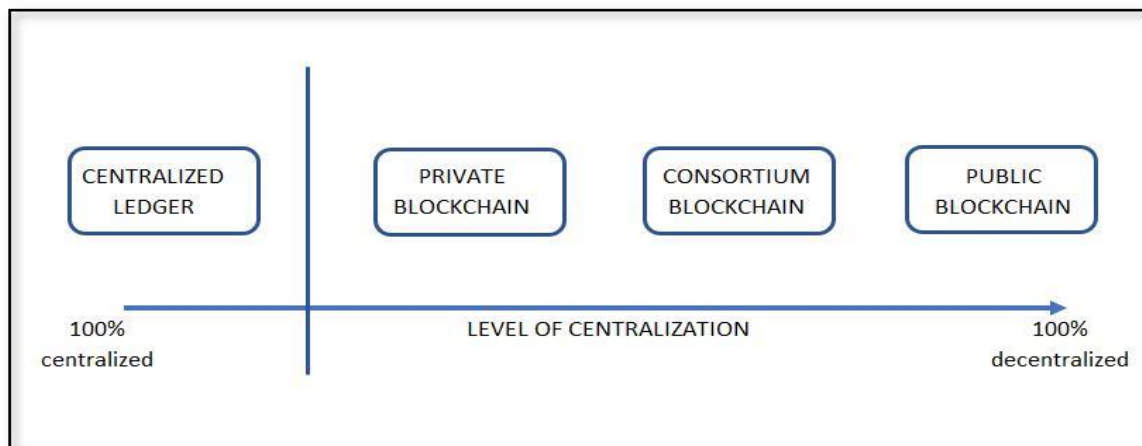 CENTRALIZED
LEDGER
PRIVATE
BLOCKCHAIN
CONSORTIUM
BLOCKCHAIN
PUBLIC
BLOCKCHAIN
100%
centralized
LEVEL OF CENTRALIZATION
100%
decentralized